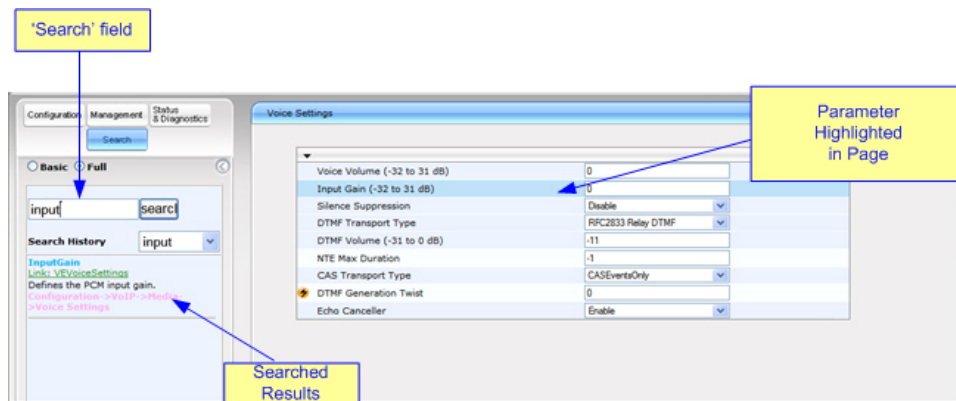 'Search' field
Configuration
Management
Status
& Diagnostics
Search
Basic
Full
input
search
Search History
input
InputGain
Link: VEVoiceSettings
Defines the PCM input gain.
Configuration->VoIP->Media-
>Voice Settings
Searched
Results
Voice Settings
Parameter
Highlighted
in Page
Voice Volume (-32 to 31 dB) 0
Input Gain (-32 to 31 dB) 0
Silence Suppression Disable
DTMF Transport Type RFC2833 Relay DTMF
DTMF Volume (-31 to 0 dB) -11
NTE Max Duration -1
CAS Transport Type CASEventsOnly
DTMF Generation Twist 0
Echo Canceller Enable